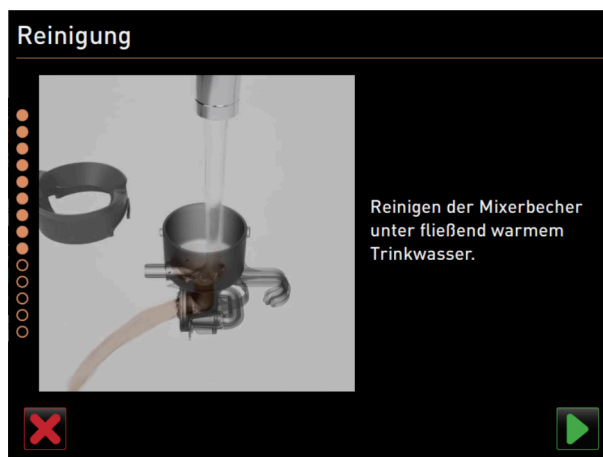 Reinigung
Reinigen der Mixerbecher
unter fließend warmem
Trinkwasser.